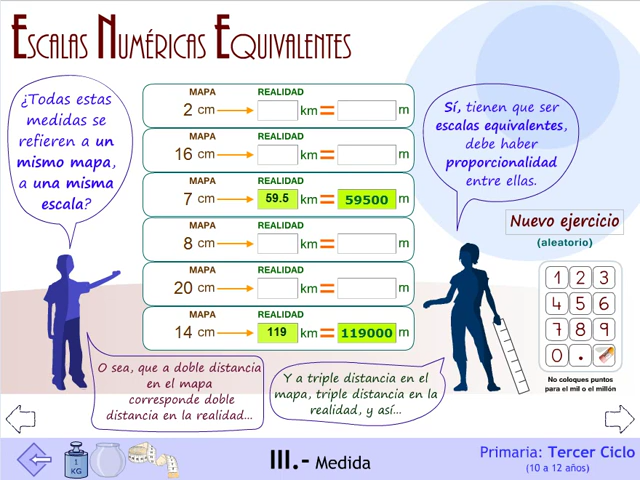 Escalas Numéricas Equivalentes
¿Todas estas
medidas se
refieren a un
mismo mapa,
a una misma
escala?
MAPA REALIDAD
2 cm km = m
MAPA REALIDAD
16 cm km = m
MAPA REALIDAD
7 cm 59.5 km = 59500 m
MAPA REALIDAD
8 cm km = m
MAPA REALIDAD
20 cm km = m
MAPA REALIDAD
14 cm 119 km = 119000 m
Sí, tienen que ser
escalas equivalentes,
debe haber
proporcionalidad
entre ellas.
Nuevo ejercicio
(aleatorio)
1 2 3
4 5 6
7 8 9
0 .
No coloques puntos
para el mil o el millón
O sea, que a doble distancia
en el mapa
corresponde doble
distancia en la realidad...
Y a triple distancia en el
mapa, triple distancia en la
realidad, y así...
1
KG
III.- Medida
Primaria: Tercer Ciclo
(10 a 12 años)